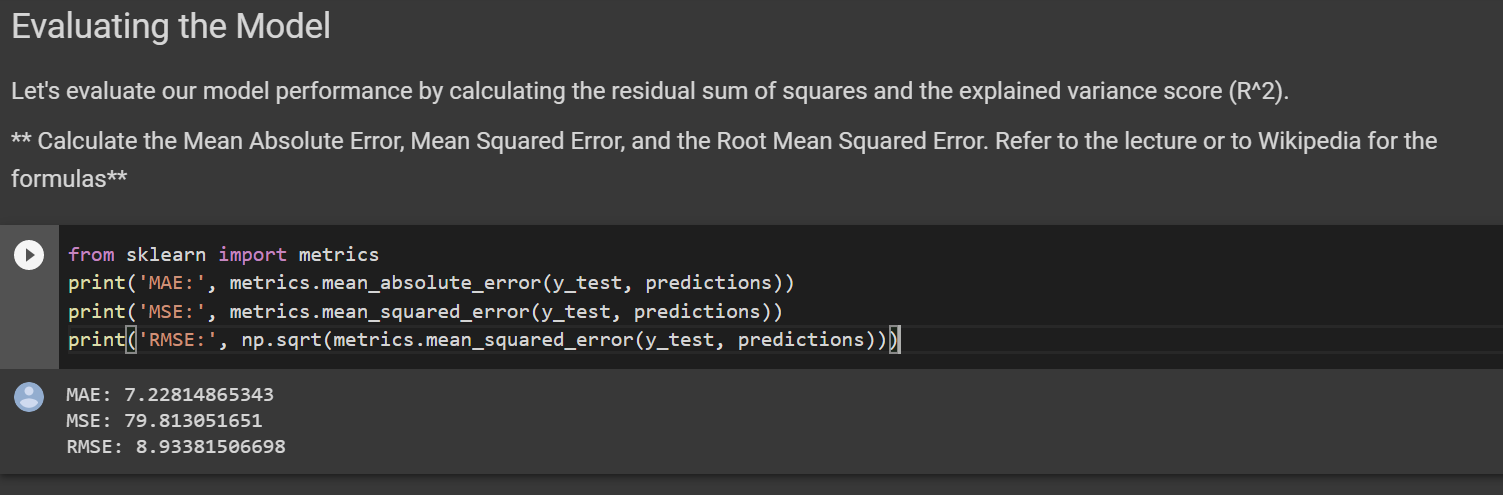 Evaluating the Model
Let's evaluate our model performance by calculating the residual sum of squares and the explained variance score (R^2).
** Calculate the Mean Absolute Error, Mean Squared Error, and the Root Mean Squared Error. Refer to the lecture or to Wikipedia for the
formulas**
from sklearn import metrics
print('MAE:', metrics.mean_absolute_error(y_test, predictions))
print('MSE:', metrics.mean_squared_error(y_test, predictions))
print('RMSE:', np.sqrt(metrics.mean_squared_error(y_test, predictions)))
MAE: 7.22814865343
MSE: 79.813051651
RMSE: 8.93381506698